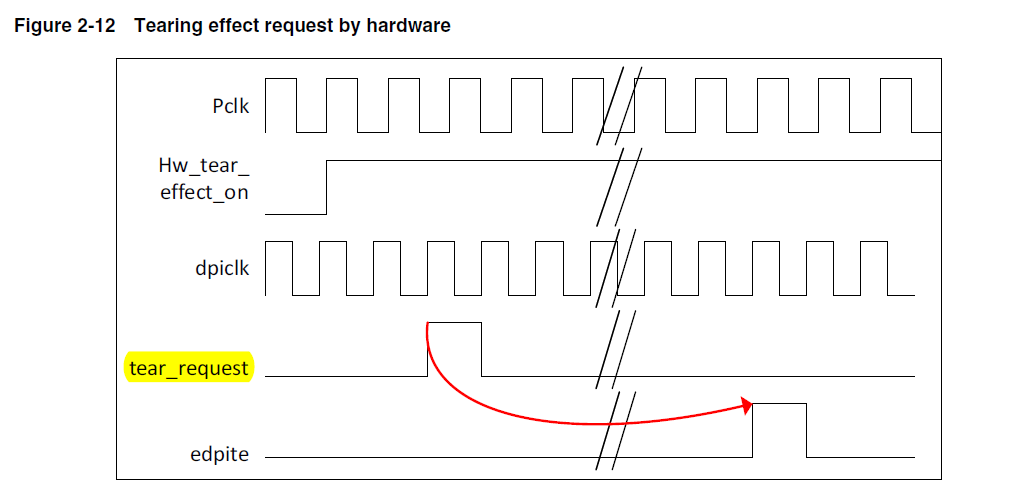 Figure 2-12 Tearing effect request by hardware
Pclk
Hw_tear_
effect_on
dpiclk
tear_request
edpite